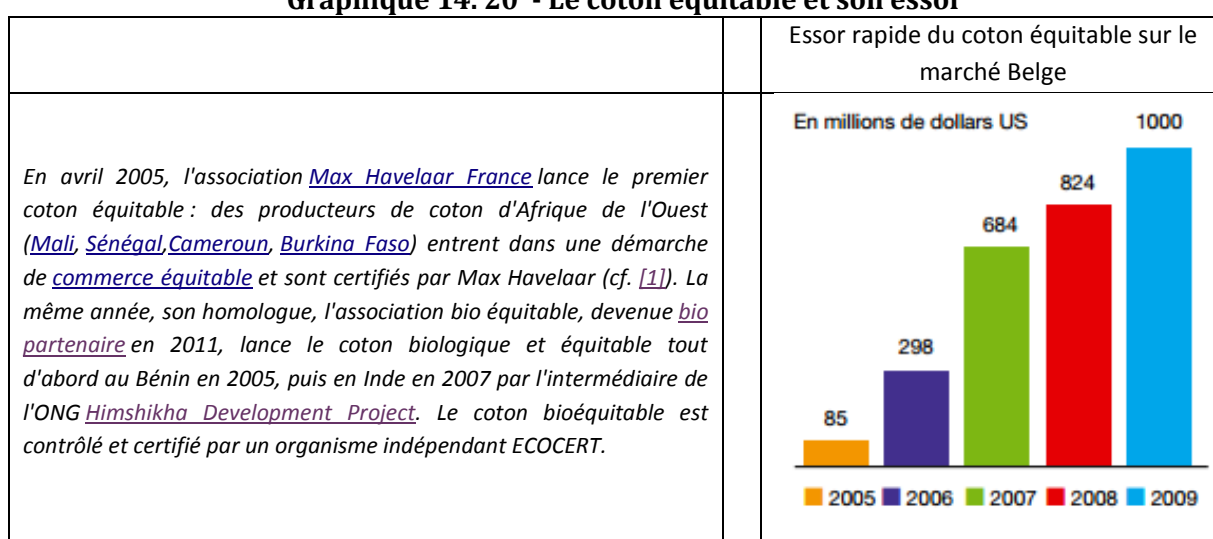 Graphique 14. 20 - Le coton équitable et son essor
Essor rapide du coton équitable sur le
marché Belge
En avril 2005, l'association Max Havelaar France lance le premier
coton équitable : des producteurs de coton d'Afrique de l'Ouest
(Mali, Sénégal,Cameroun, Burkina Faso) entrent dans une démarche
de commerce équitable et sont certifiés par Max Havelaar (cf. [1]). La
même année, son homologue, l'association bio équitable, devenue bio
partenaire en 2011, lance le coton biologique et équitable tout
d'abord au Bénin en 2005, puis en Inde en 2007 par l'intermédiaire de
l'ONG Himshikha Development Project. Le coton bioéquitable est
contrôlé et certifié par un organisme indépendant ECOCERT.
En millions de dollars US
1000
824
684
298
85
2005 2006 2007 2008 2009